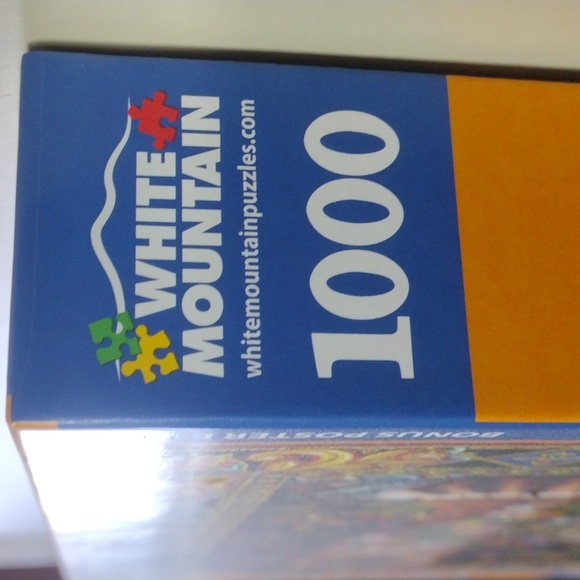 WHITE
MOUNTAIN
whitemountainpuzzles.com
1000
BONUS POSTER